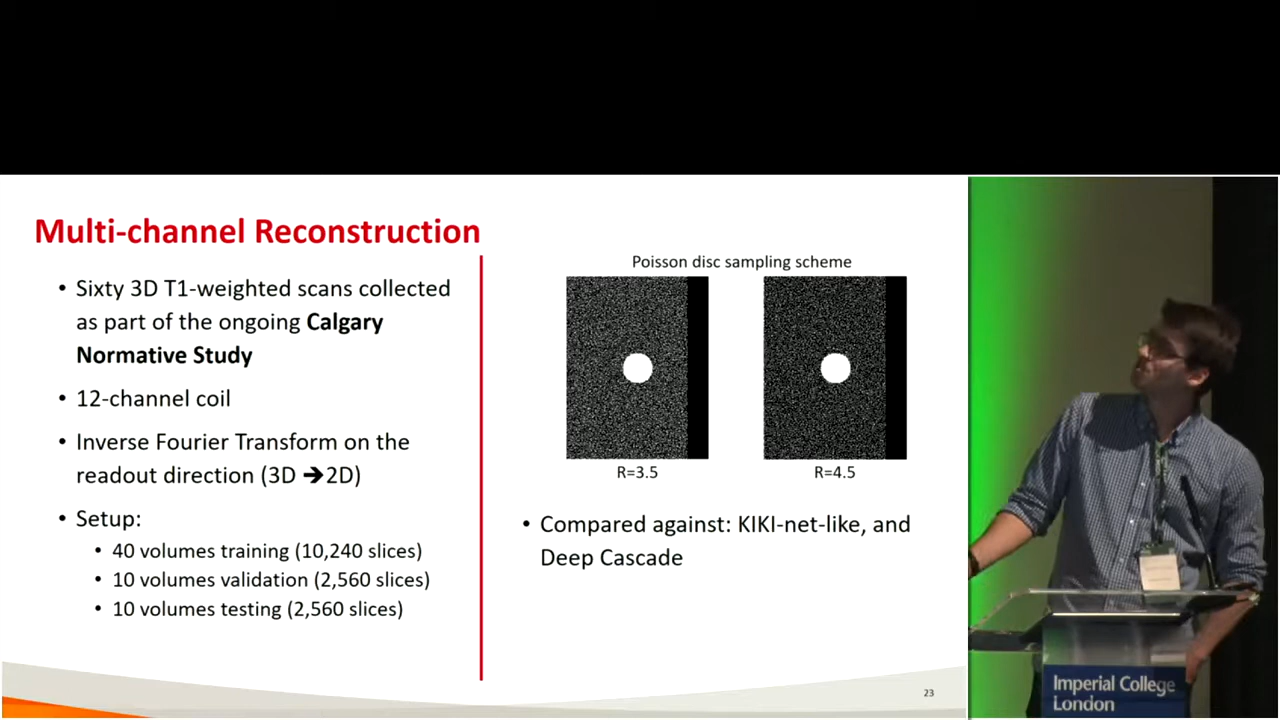 Multi-channel Reconstruction
• Sixty 3D T1-weighted scans collected
as part of the ongoing Calgary
Normative Study
• 12-channel coil
• Inverse Fourier Transform on the
readout direction (3D ➔2D)
• Setup:
• 40 volumes training (10,240 slices)
• 10 volumes validation (2,560 slices)
• 10 volumes testing (2,560 slices)
Poisson disc sampling scheme
R=3.5
R=4.5
• Compared against: KIKI-net-like, and
Deep Cascade
23
Imperial College
London